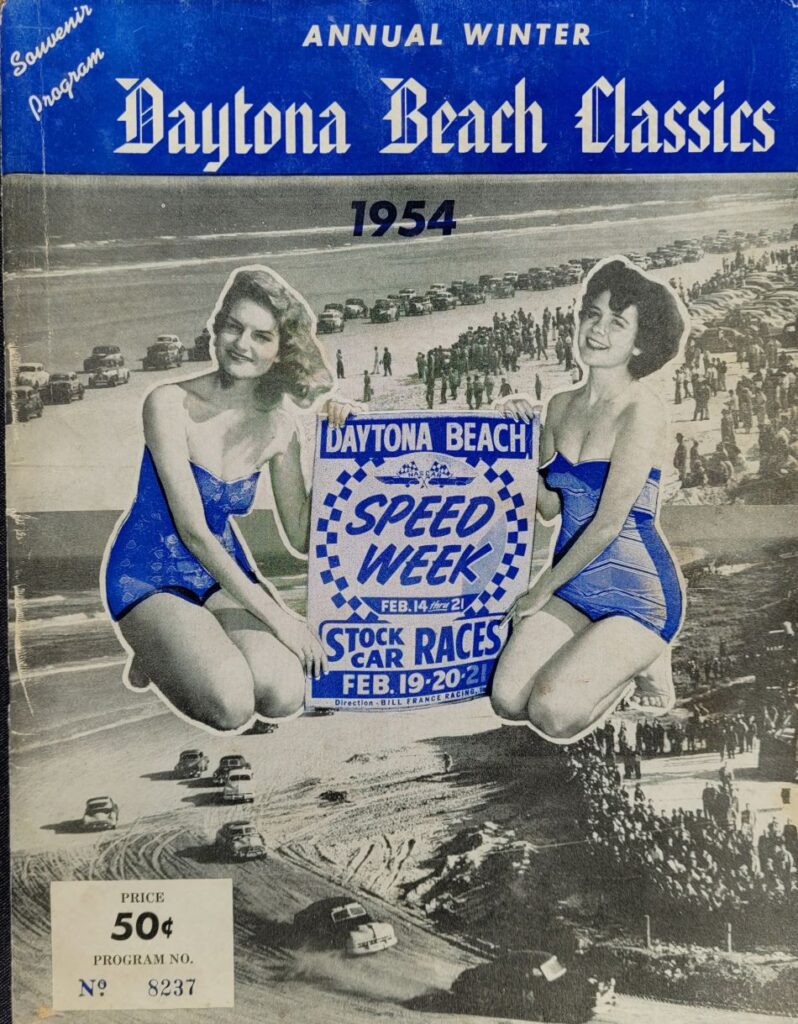 Souvenir
Program
ANNUAL WINTER
Daytona Beach Classics
1954
DAYTONA BEACH
NASCAR
SPEED
WEEK
FEB. 14 thru 21
STOCK
CAR RACES
FEB. 19-20-21
Direction - BILL FRANCE RACING,
PRICE
50¢
PROGRAM NO.
Nº 8237